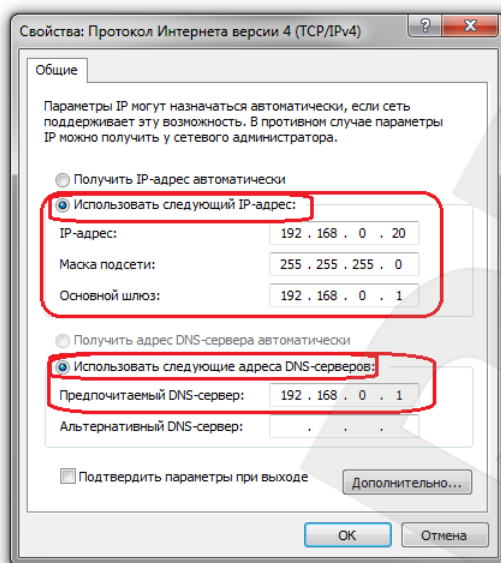 Свойства: Протокол Интернета версии 4 (TCP/IPv4)
Общие
Параметры IP могут назначаться автоматически, если сеть
поддерживает эту возможность. В противном случае параметры
IP можно получить у сетевого администратора.
Получить IP-адрес автоматически
Использовать следующий IP-адрес:
IP-адрес: 192 . 168 . 0 . 20
Маска подсети: 255 . 255 . 255 . 0
Основной шлюз: 192 . 168 . 0 . 1
Получить адрес DNS-сервера автоматически
Использовать следующие адреса DNS-серверов:
Предпочитаемый DNS-сервер: 192 . 168 . 0 . 1
Альтернативный DNS-сервер: . . .
Подтвердить параметры при выходе
Дополнительно...
ОК Отмена